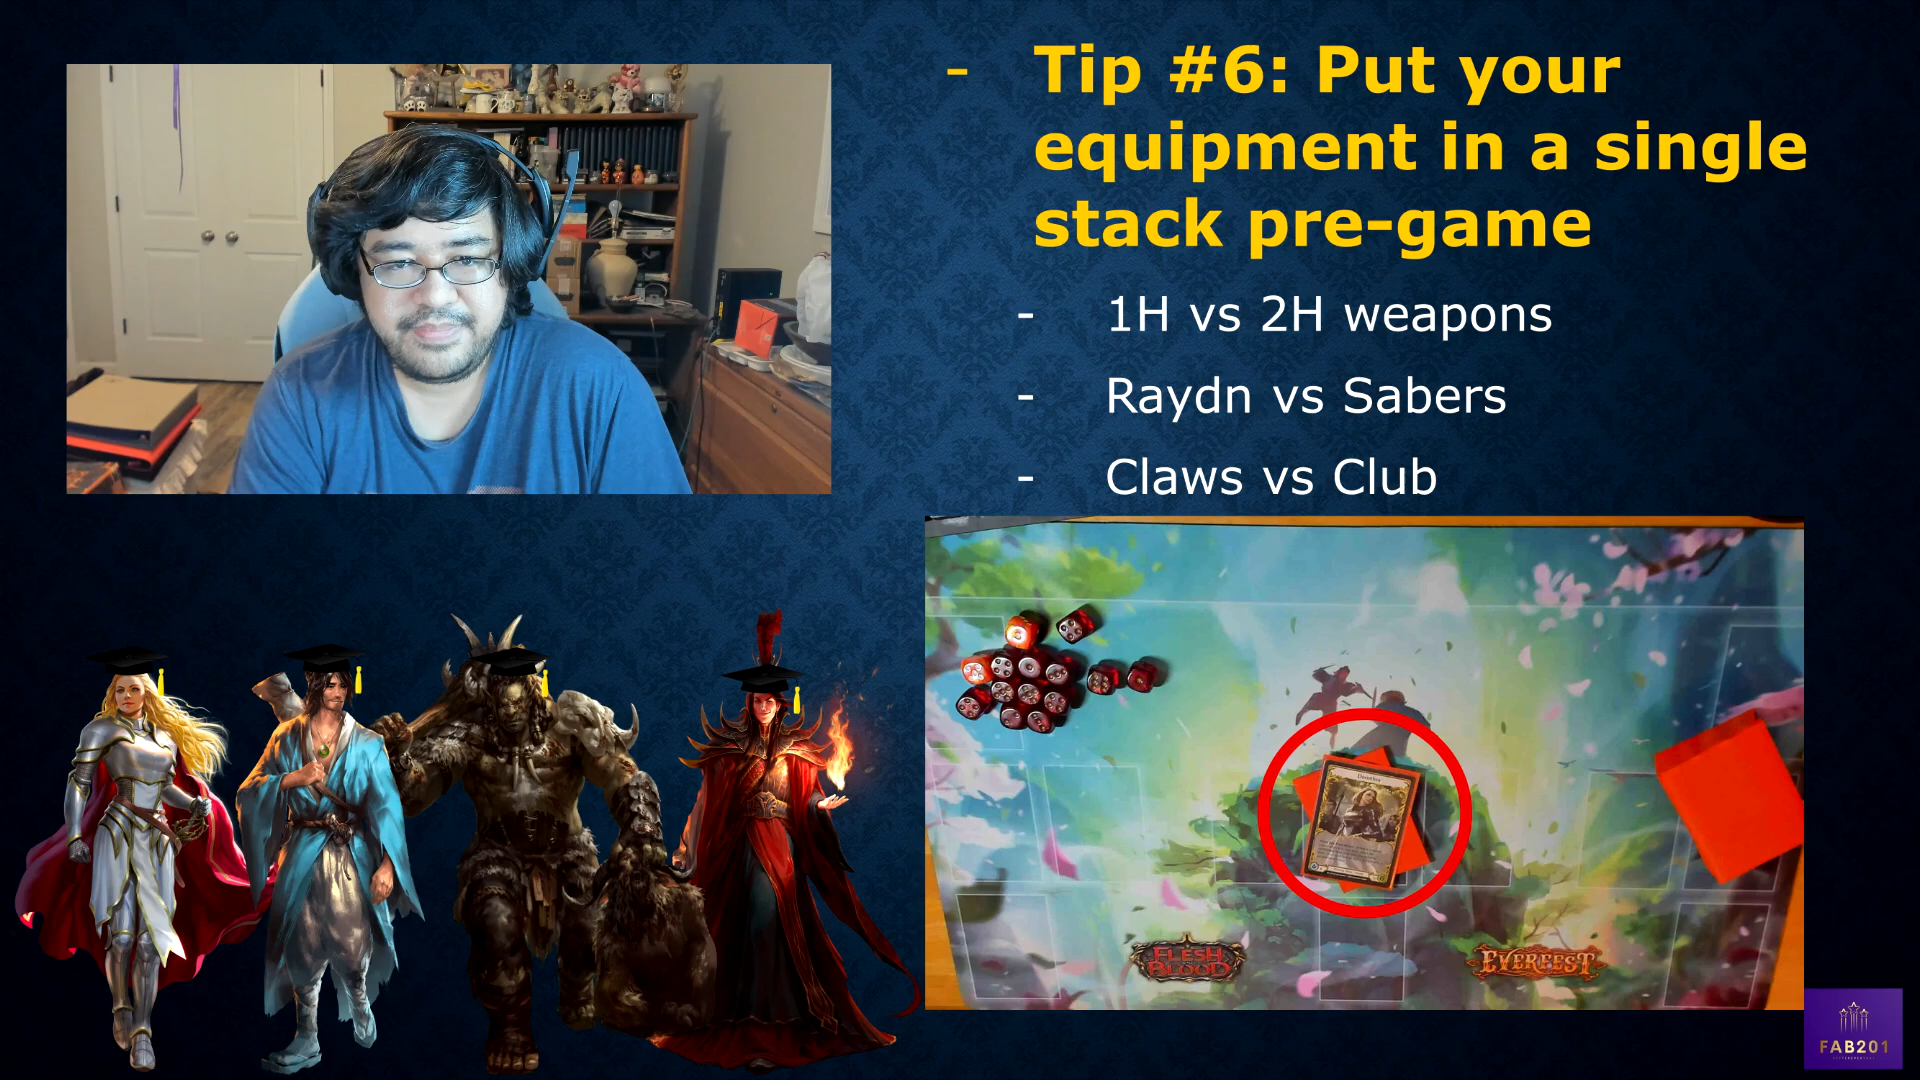 - Tip #6: Put your
equipment in a single
stack pre-game
- 1H vs 2H weapons
- Raydn vs Sabers
- Claws vs Club
FLESH
BLOOD
EVERFEST
FAB201